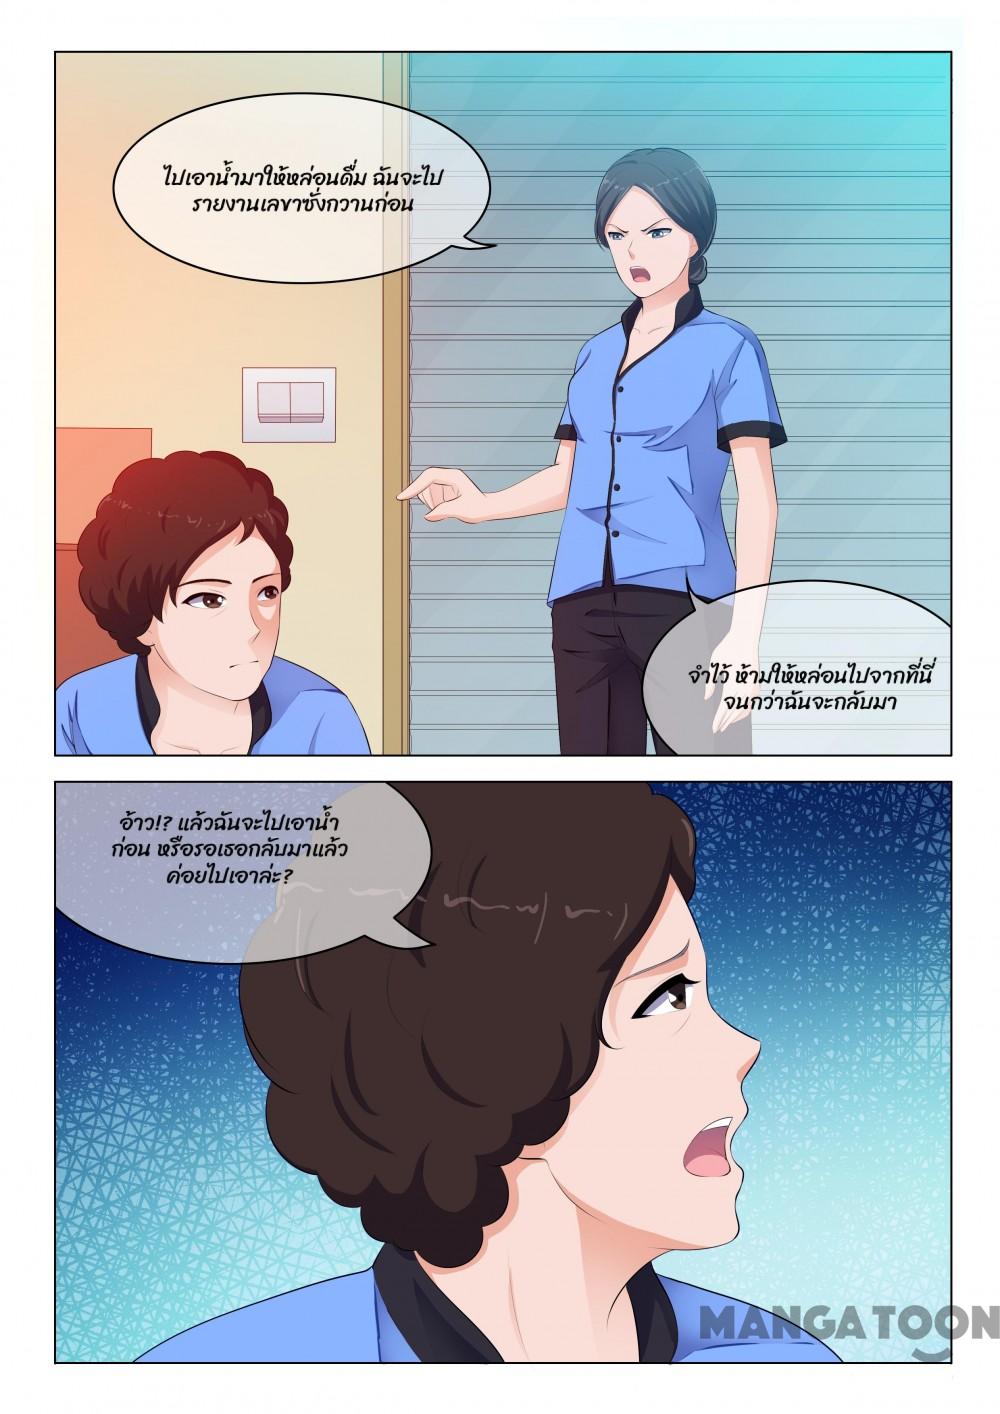 ไปเอาน้ำมาให้หล่อนดื่ม ฉันจะไป
รายงานเลขาซั่งกวานก่อน
จำไว้ ห้ามให้หล่อนไปจากที่นี่
จนกว่าฉันจะกลับมา
อ้าว!? แล้วฉันจะไปเอาน้ำ
ก่อน หรือรอเธอกลับมาแล้ว
ค่อยไปเอาล่ะ?
MANGATOON